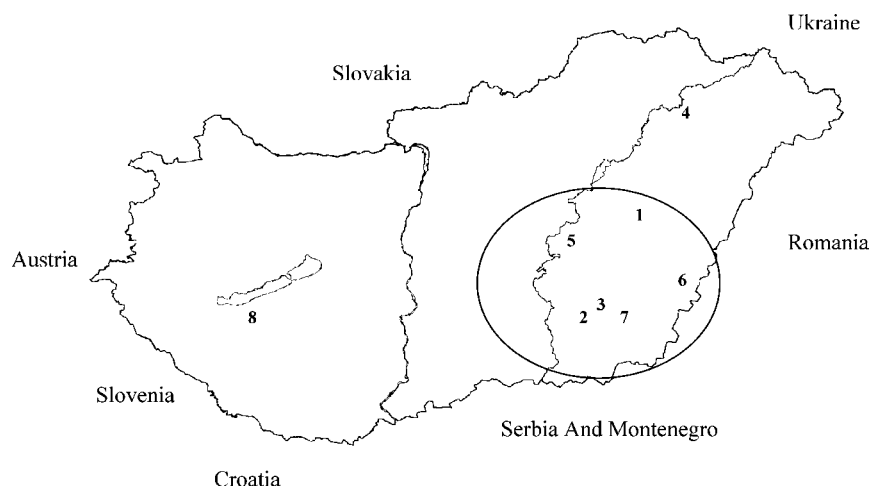 Ukraine
Slovakia
4
1
5
Romania
Austria
6
3
8
2
7
Slovenia
Serbia And Montenegro
Croatia